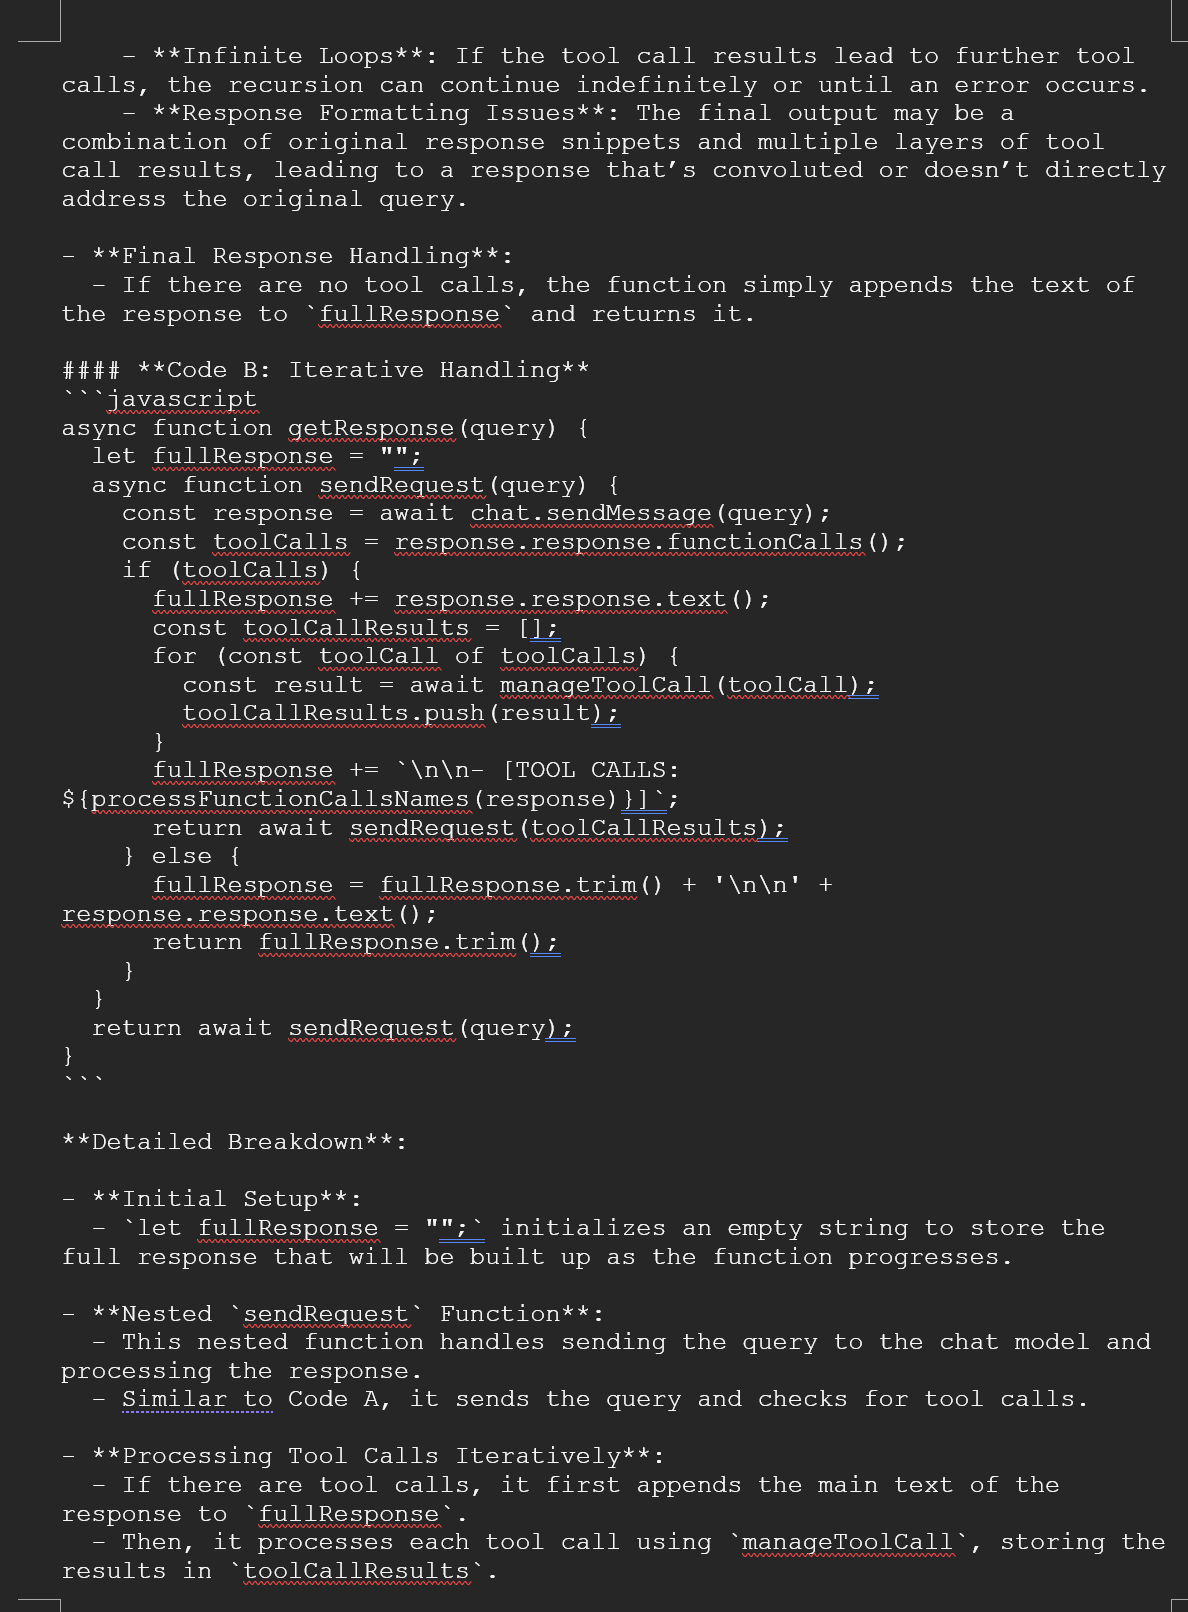 - **Infinite Loops**: If the tool call results lead to further tool
calls, the recursion can continue indefinitely or until an error occurs.
    - **Response Formatting Issues**: The final output may be a
combination of original response snippets and multiple layers of tool
call results, leading to a response that’s convoluted or doesn’t directly
address the original query.

- **Final Response Handling**:
  - If there are no tool calls, the function simply appends the text of
the response to `fullResponse` and returns it.

#### **Code B: Iterative Handling**
```javascript
async function getResponse(query) {
  let fullResponse = "";
  async function sendRequest(query) {
    const response = await chat.sendMessage(query);
    const toolCalls = response.response.functionCalls();
    if (toolCalls) {
      fullResponse += response.response.text();
      const toolCallResults = [];
      for (const toolCall of toolCalls) {
        const result = await manageToolCall(toolCall);
        toolCallResults.push(result);
      }
      fullResponse += `\n\n- [TOOL CALLS:
${processFunctionCallsNames(response)}]`;
      return await sendRequest(toolCallResults);
    } else {
      fullResponse = fullResponse.trim() + '\n\n' +
response.response.text();
      return fullResponse.trim();
    }
  }
  return await sendRequest(query);
}
```

**Detailed Breakdown**:

- **Initial Setup**:
  - `let fullResponse = "";` initializes an empty string to store the
full response that will be built up as the function progresses.

- **Nested `sendRequest` Function**:
  - This nested function handles sending the query to the chat model and
processing the response.
  - Similar to Code A, it sends the query and checks for tool calls.

- **Processing Tool Calls Iteratively**:
  - If there are tool calls, it first appends the main text of the
response to `fullResponse`.
  - Then, it processes each tool call using `manageToolCall`, storing the
results in `toolCallResults`.